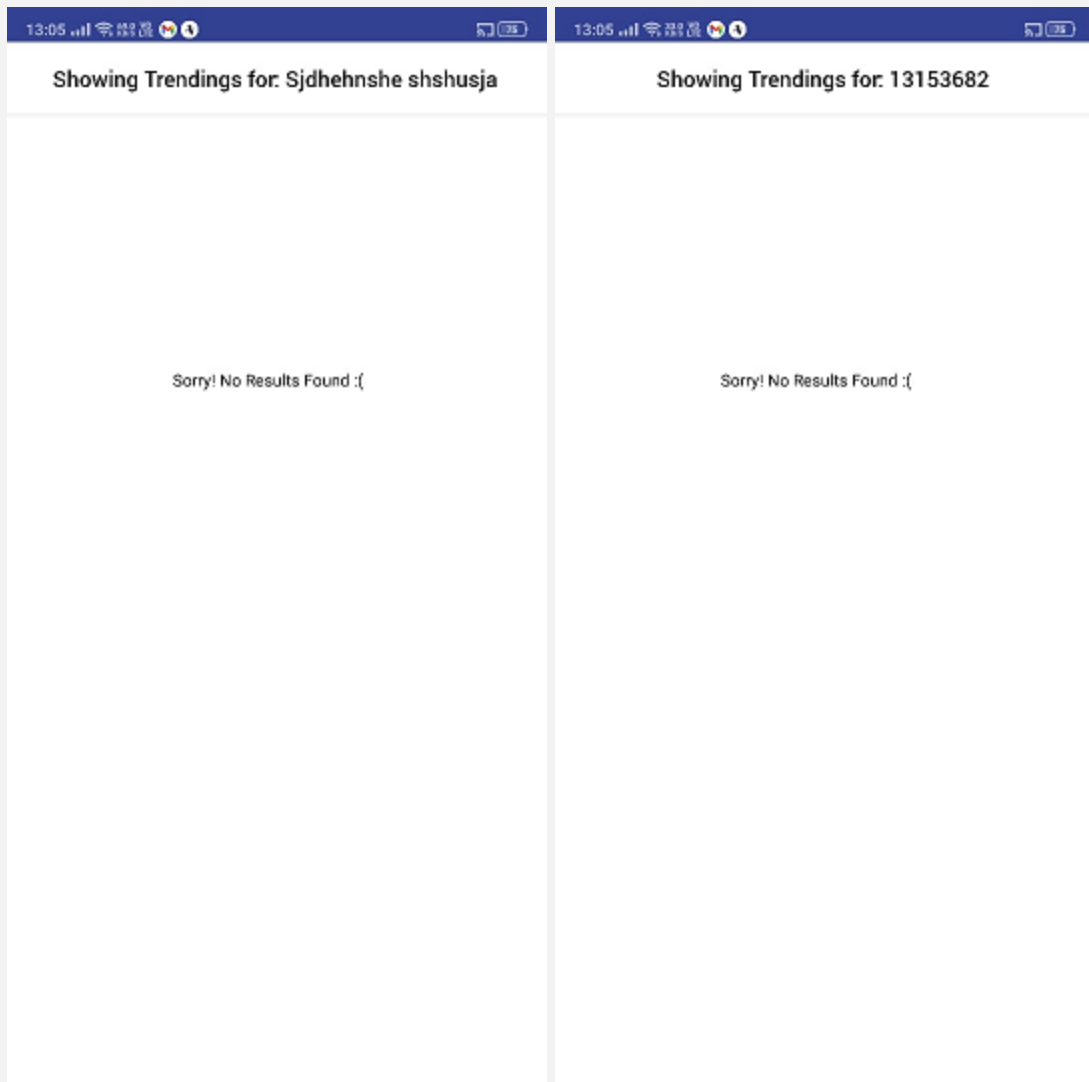 13:05
Showing Trendings for: Sjdhehnshe shshusja
Sorry! No Results Found :(
13:05
Showing Trendings for: 13153682
Sorry! No Results Found :(